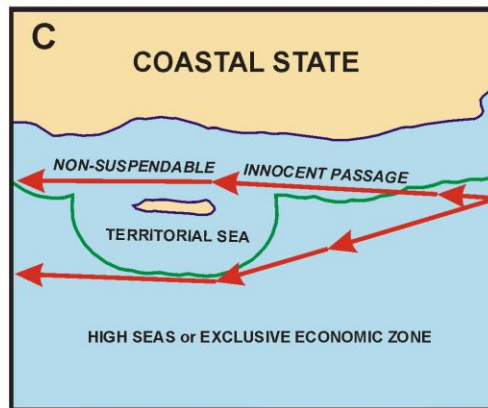 C
COASTAL STATE
NON-SUSPENDABLE INNOCENT PASSAGE
TERRITORIAL SEA
HIGH SEAS or EXCLUSIVE ECONOMIC ZONE